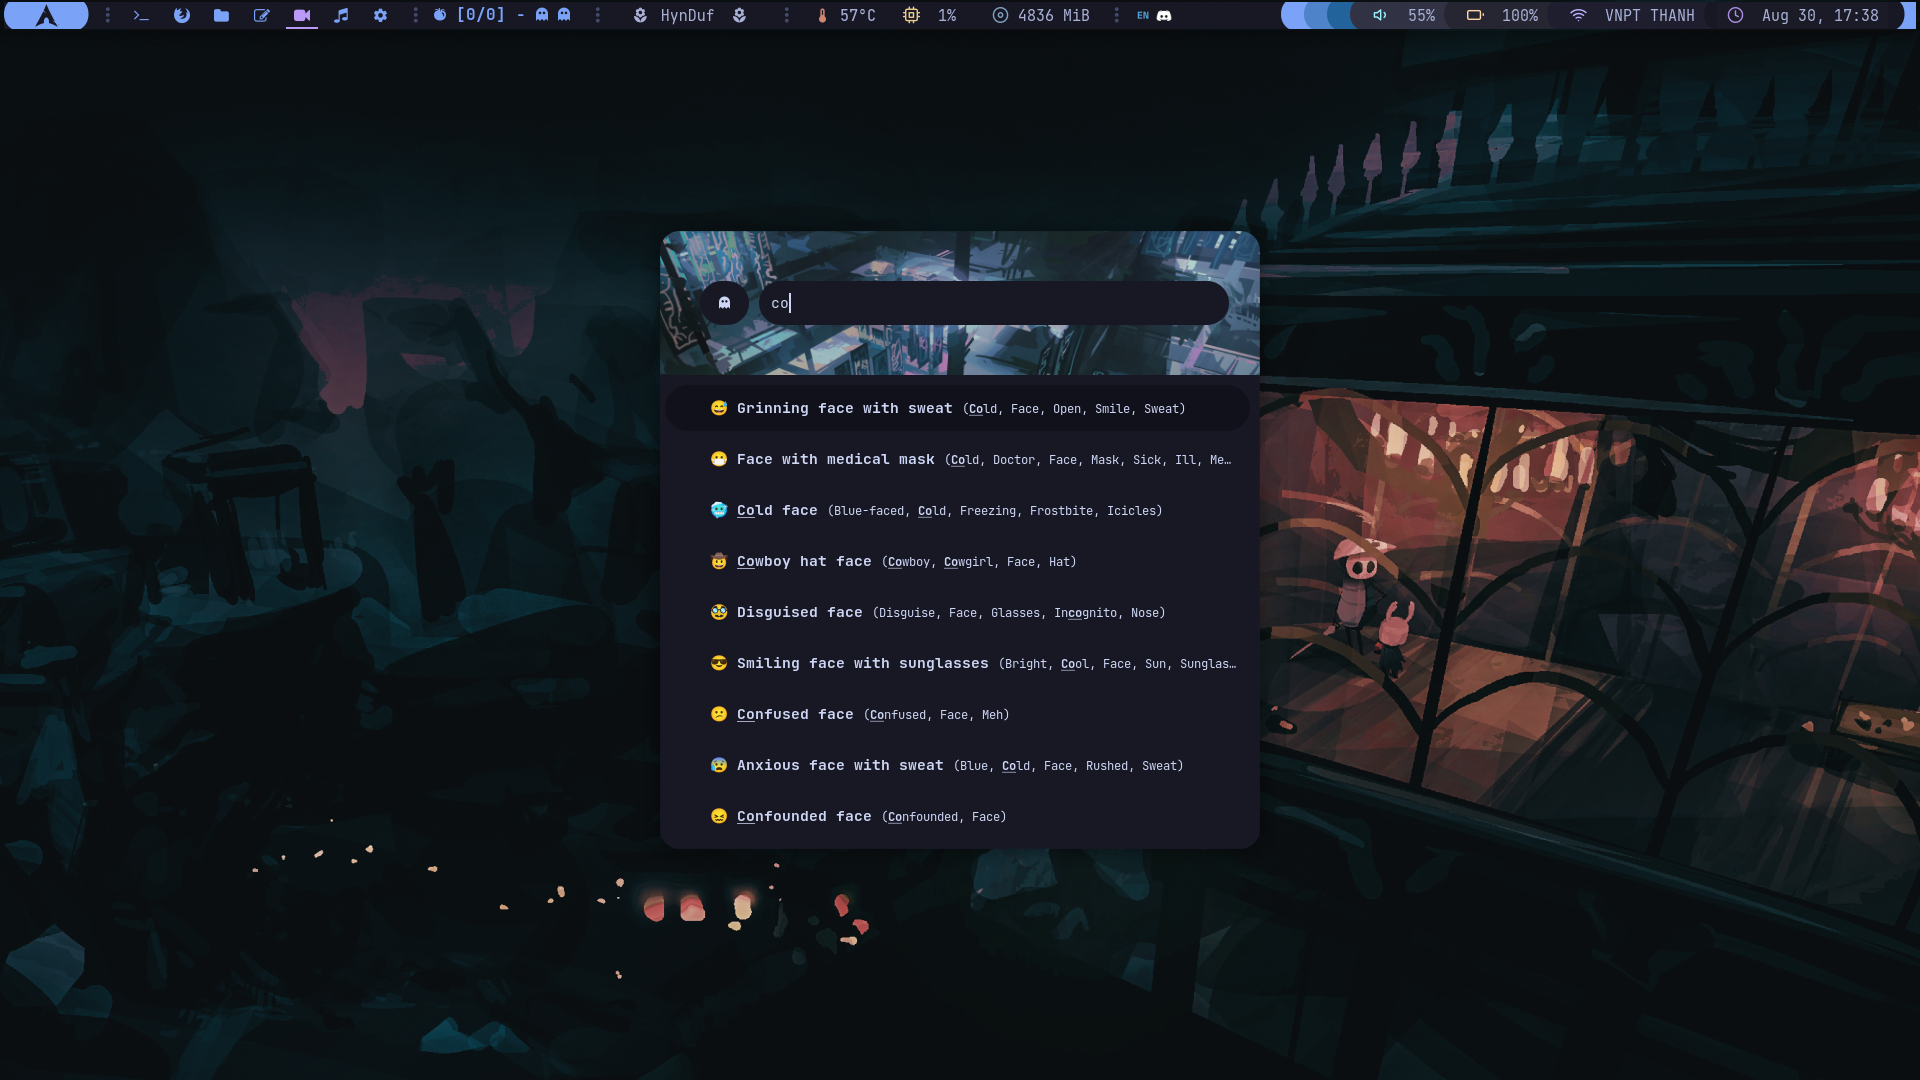 [0/0] - HynDuf 57°C 1% 4836 MiB EN 55% 100% VNPT THANH Aug 30, 17:38
co
Grinning face with sweat (Cold, Face, Open, Smile, Sweat)
Face with medical mask (Cold, Doctor, Face, Mask, Sick, Ill, Me…
Cold face (Blue-faced, Cold, Freezing, Frostbite, Icicles)
Cowboy hat face (Cowboy, Cowgirl, Face, Hat)
Disguised face (Disguise, Face, Glasses, Incognito, Nose)
Smiling face with sunglasses (Bright, Cool, Face, Sun, Sunglas…
Confused face (Confused, Face, Meh)
Anxious face with sweat (Blue, Cold, Face, Rushed, Sweat)
Confounded face (Confounded, Face)